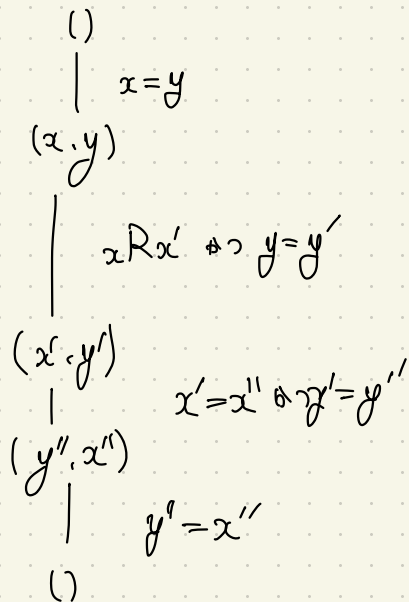 ()
x = y
(x, y)
xRx' かつ y = y'
(x', y')
x' = x'' かつ y' = y''
(y'', x'')
y'' = x''
()